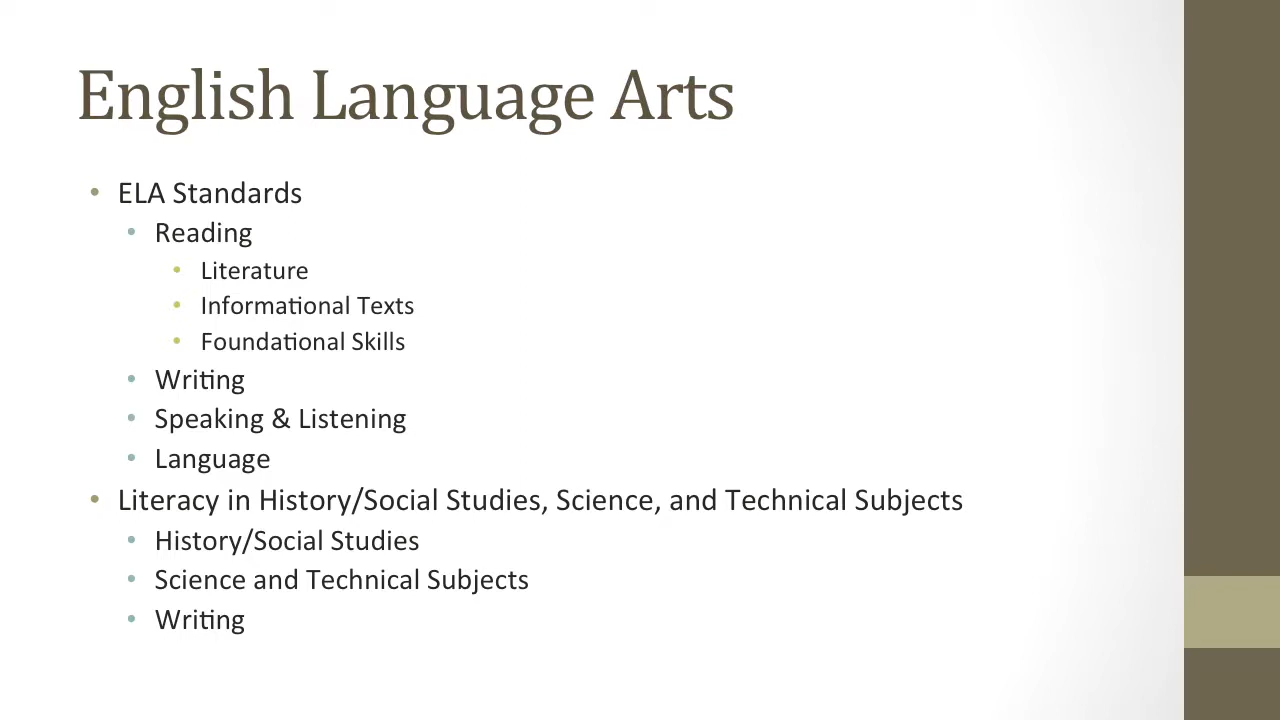 English Language Arts
• ELA Standards
• Reading
• Literature
• Informational Texts
• Foundational Skills
• Writing
• Speaking & Listening
• Language
• Literacy in History/Social Studies, Science, and Technical Subjects
• History/Social Studies
• Science and Technical Subjects
• Writing